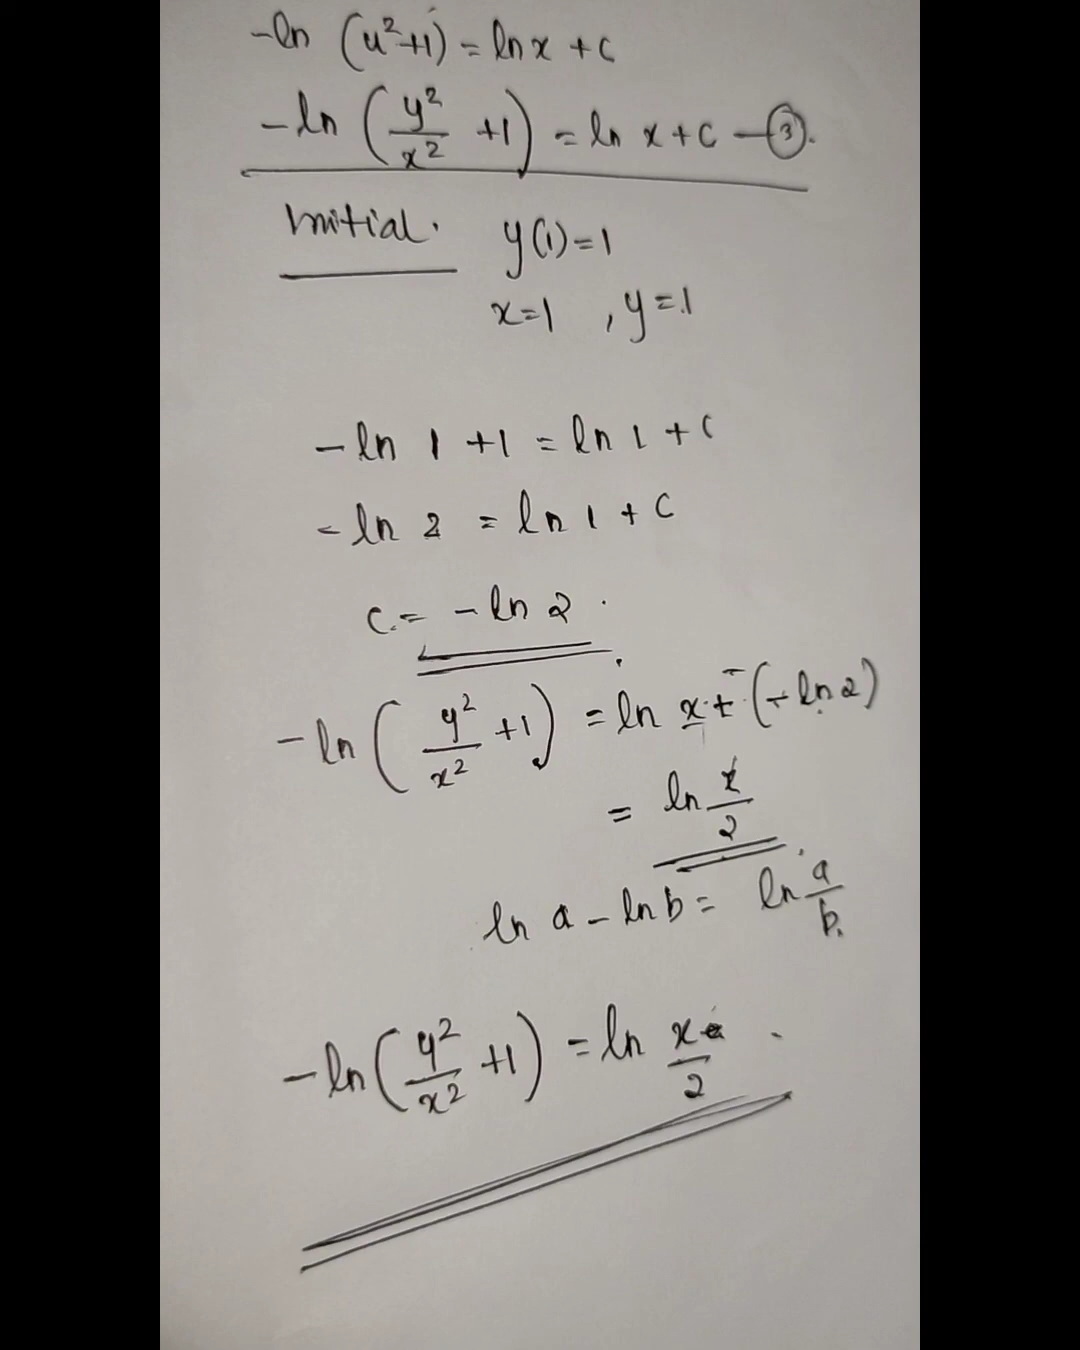 -ln (u²+1) = ln x + c
-ln (y²/x² +1) = ln x + c — ③.
Initial. y(1)=1
x=1 , y=1
-ln 1 +1 = ln 1 + c
-ln 2 = ln 1 + c
c = -ln 2 .
-ln (y²/x² +1) = ln x + (-ln 2)
= ln x/2
ln a - ln b = ln a/b.
-ln (y²/x² +1) = ln x/2 .